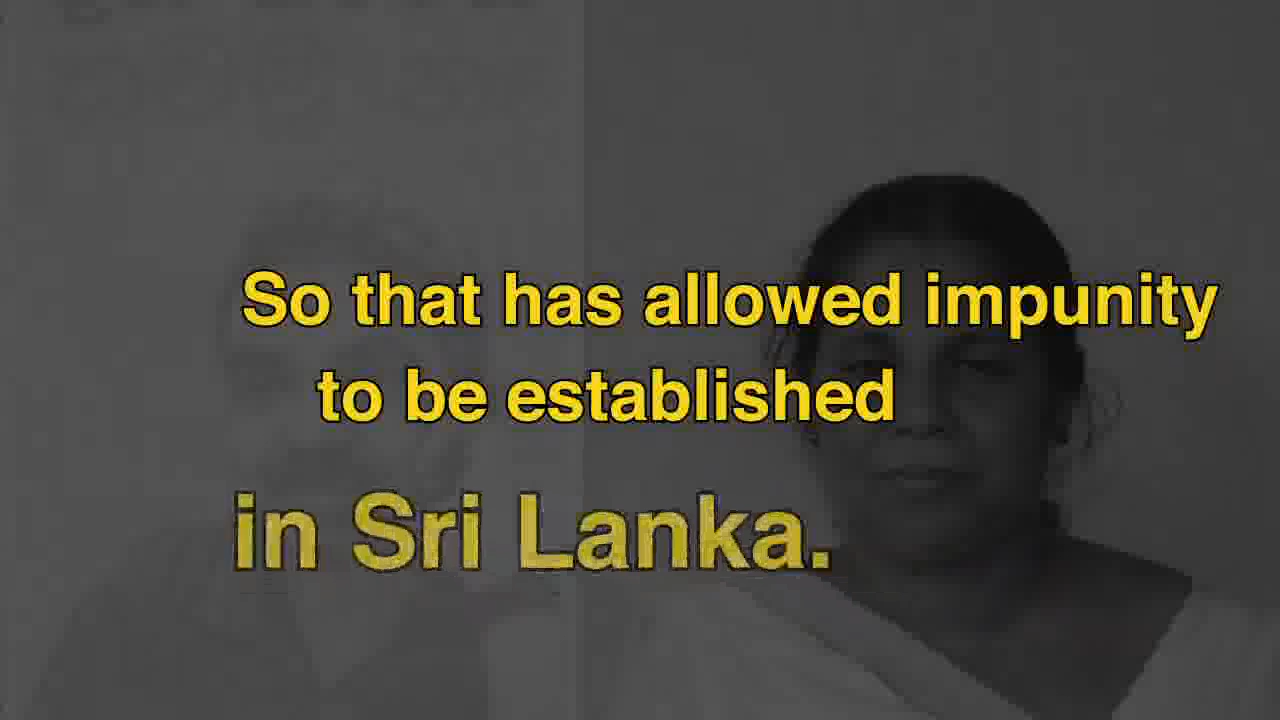 So that has allowed impunity
to be established
in Sri Lanka.